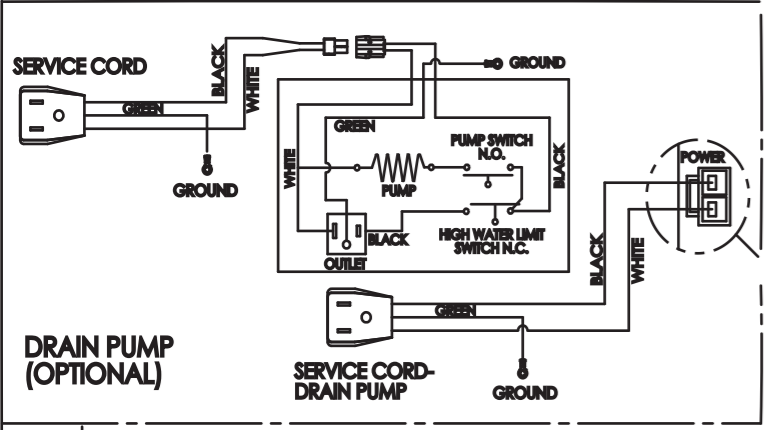 SERVICE CORD
BLACK
WHITE
GREEN
GROUND
GROUND
GREEN
WHITE
PUMP SWITCH
N.O.
PUMP
BLACK
BLACK
HIGH WATER LIMIT
SWITCH N.C.
OUTLET
POWER
BLACK
WHITE
GREEN
DRAIN PUMP
(OPTIONAL)
SERVICE CORD-
DRAIN PUMP
GROUND